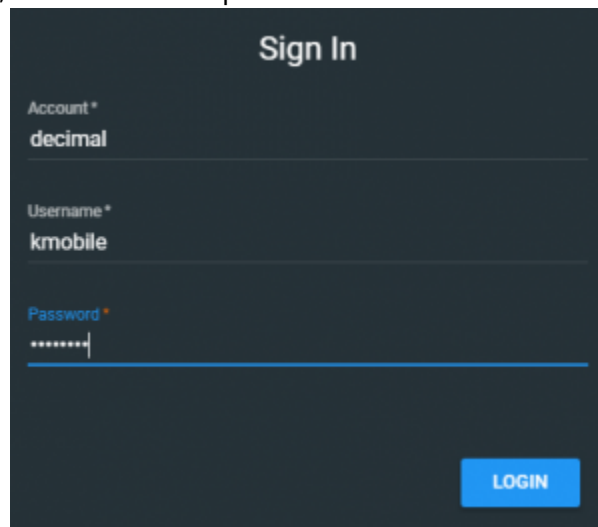 Sign In
Account*
decimal
Username*
kmobile
Password*
••••••••
LOGIN